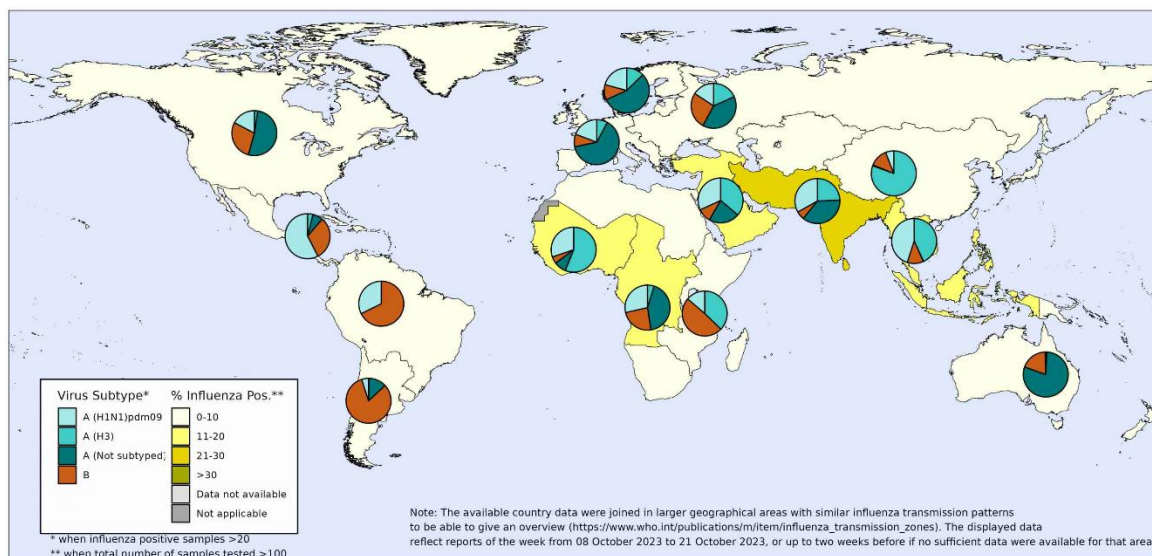 Virus Subtype*
A (H1N1)pdm09
A (H3)
A (Not subtyped)
B
% Influenza Pos.**
0-10
11-20
21-30
>30
Data not available
Not applicable
* when influenza positive samples >20
** when total number of samples tested >100
Note: The available country data were joined in larger geographical areas with similar influenza transmission patterns
to be able to give an overview (https://www.who.int/publications/m/item/influenza_transmission_zones). The displayed data
reflect reports of the week from 08 October 2023 to 21 October 2023, or up to two weeks before if no sufficient data were available for that area